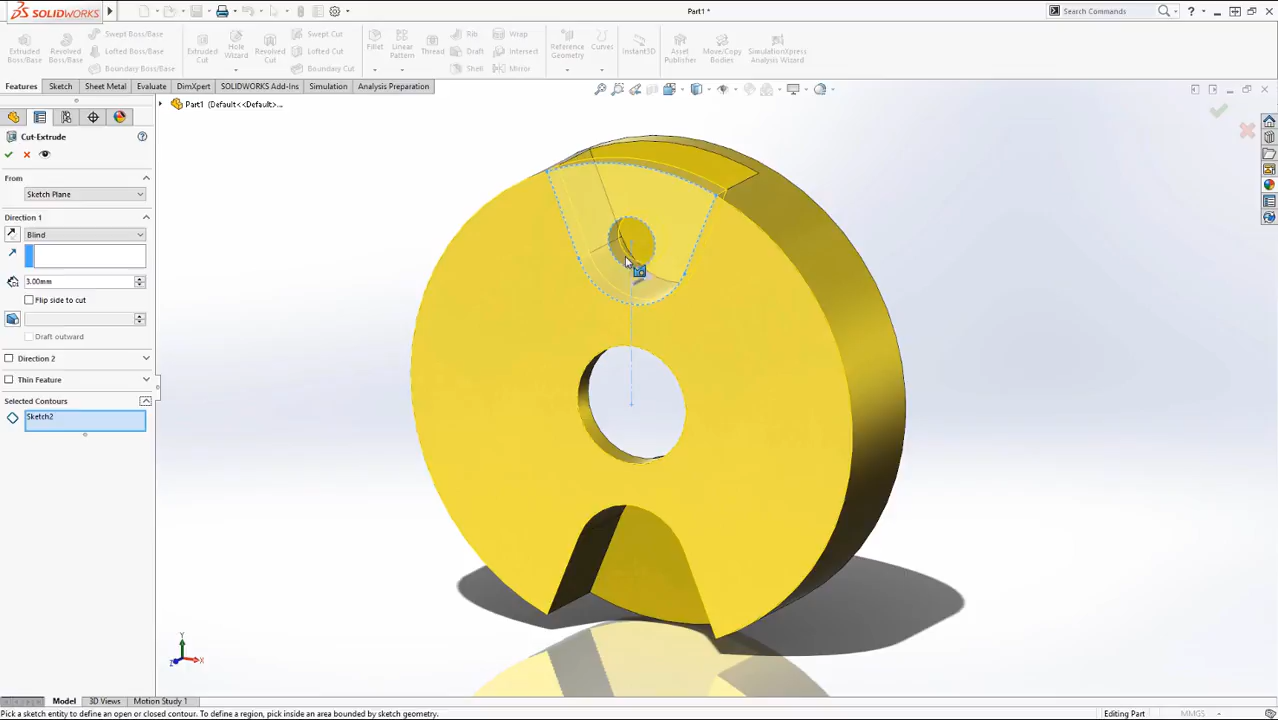 SOLIDWORKS
Part1 *
Search Commands
Extruded Boss/Base
Revolved Boss/Base
Swept Boss/Base
Lofted Boss/Base
Boundary Boss/Base
Extruded Cut
Hole Wizard
Revolved Cut
Swept Cut
Lofted Cut
Boundary Cut
Fillet
Linear Pattern
Thread
Rib
Draft
Shell
Wrap
Intersect
Mirror
Reference Geometry
Curves
Instant3D
Asset Publisher
Move/Copy Bodies
SimulationXpress Analysis Wizard
Features
Sketch
Sheet Metal
Evaluate
DimXpert
SOLIDWORKS Add-Ins
Simulation
Analysis Preparation
Part1 (Default<<Default>...
Cut-Extrude
From
Sketch Plane
Direction 1
Blind
3.00mm
Flip side to cut
Draft outward
Direction 2
Thin Feature
Selected Contours
Sketch2
Y
X
Z
Model
3D Views
Motion Study 1
Pick a sketch entity to define an open or closed contour. To define a region, pick inside an area bounded by sketch geometry.
Editing Part
MMGS